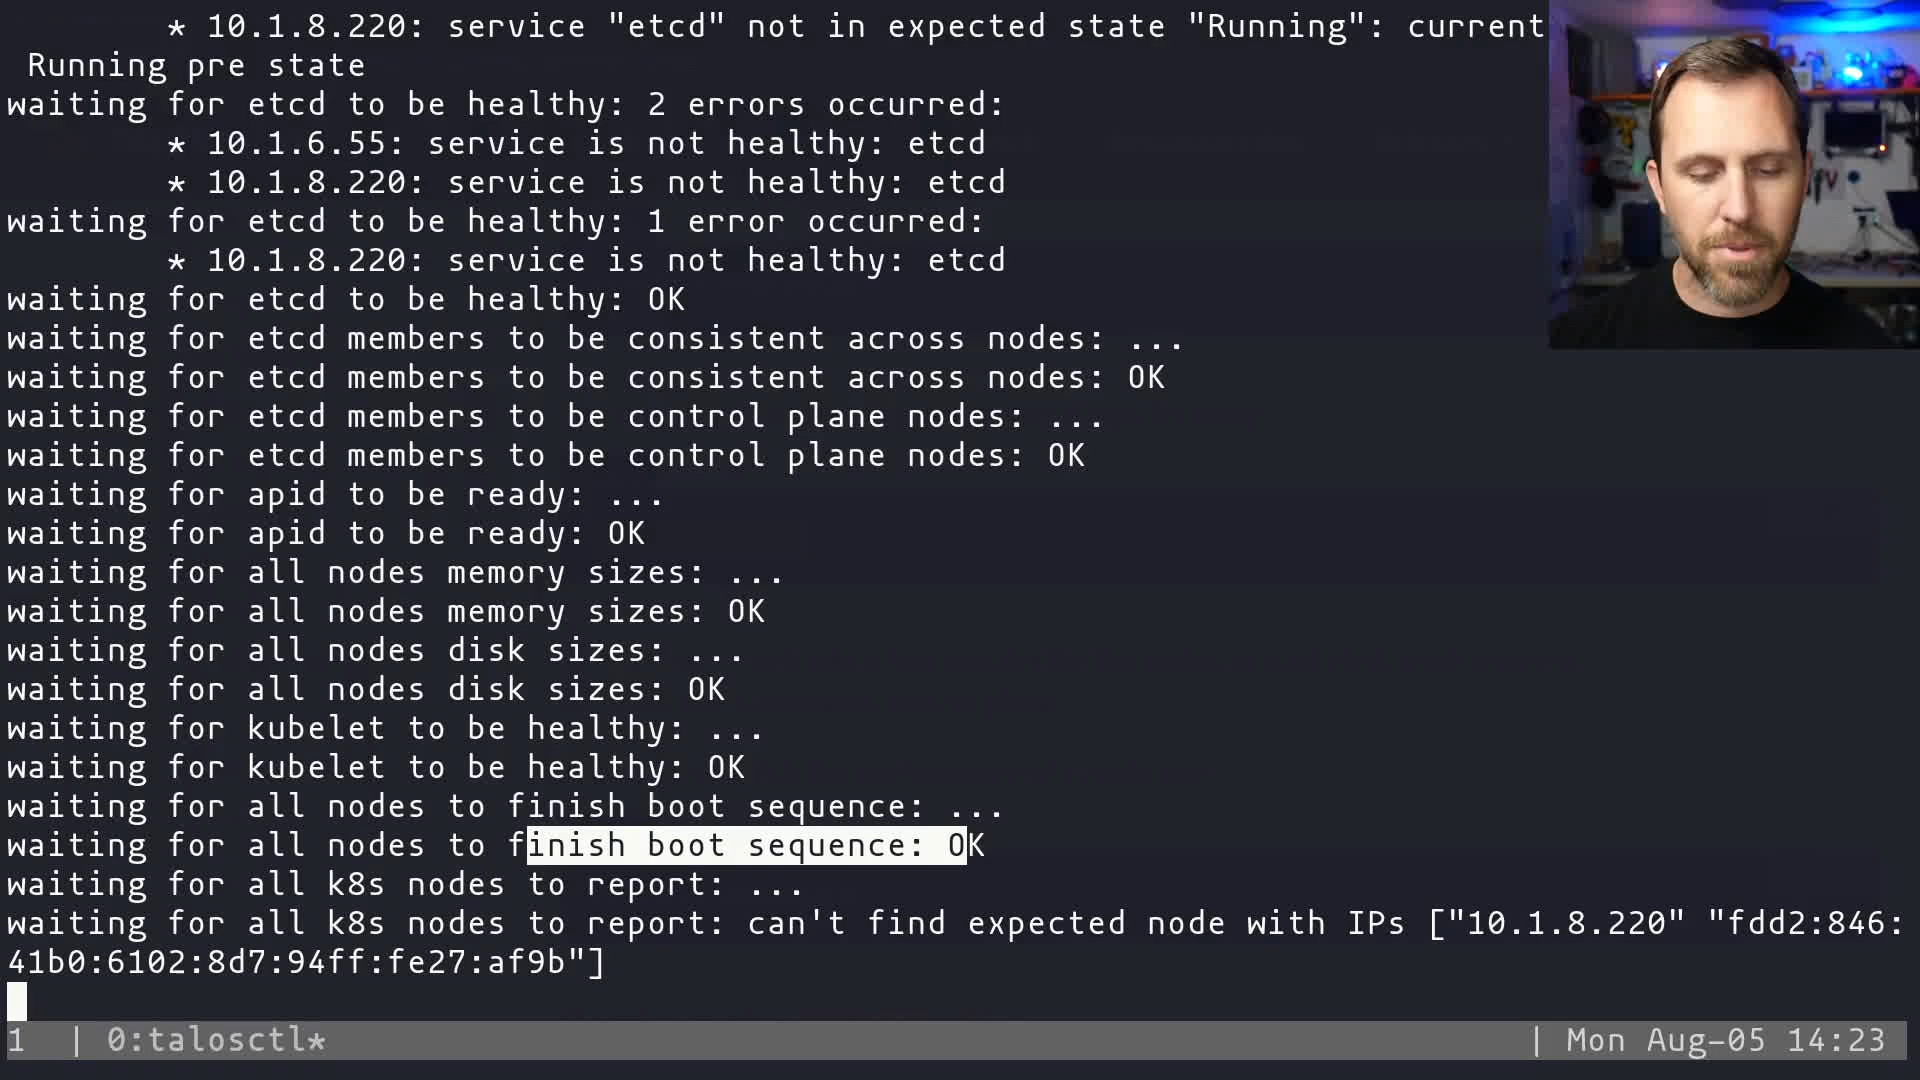 * 10.1.8.220: service "etcd" not in expected state "Running": current
Running pre state
waiting for etcd to be healthy: 2 errors occurred:
* 10.1.6.55: service is not healthy: etcd
* 10.1.8.220: service is not healthy: etcd
waiting for etcd to be healthy: 1 error occurred:
* 10.1.8.220: service is not healthy: etcd
waiting for etcd to be healthy: OK
waiting for etcd members to be consistent across nodes: ...
waiting for etcd members to be consistent across nodes: OK
waiting for etcd members to be control plane nodes: ...
waiting for etcd members to be control plane nodes: OK
waiting for apid to be ready: ...
waiting for apid to be ready: OK
waiting for all nodes memory sizes: ...
waiting for all nodes memory sizes: OK
waiting for all nodes disk sizes: ...
waiting for all nodes disk sizes: OK
waiting for kubelet to be healthy: ...
waiting for kubelet to be healthy: OK
waiting for all nodes to finish boot sequence: ...
waiting for all nodes to finish boot sequence: OK
waiting for all k8s nodes to report: ...
waiting for all k8s nodes to report: can't find expected node with IPs ["10.1.8.220" "fdd2:846:
41b0:6102:8d7:94ff:fe27:af9b"]
1 | 0:talosctl* | Mon Aug-05 14:23